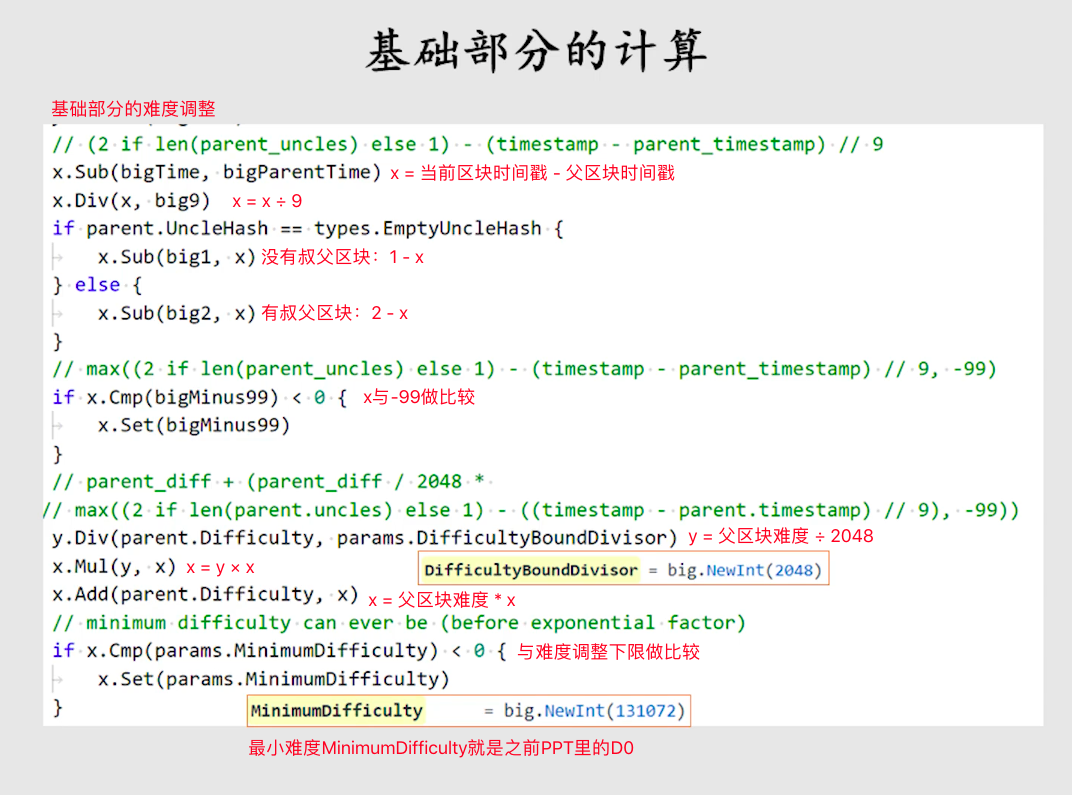 基础部分的计算
基础部分的难度调整
// (2 if len(parent_uncles) else 1) - (timestamp - parent_timestamp) // 9
x.Sub(bigTime, bigParentTime) x = 当前区块时间戳 - 父区块时间戳
x.Div(x, big9) x = x ÷ 9
if parent.UncleHash == types.EmptyUncleHash {
x.Sub(big1, x) 没有叔父区块：1 - x
} else {
x.Sub(big2, x) 有叔父区块：2 - x
}
// max((2 if len(parent_uncles) else 1) - (timestamp - parent_timestamp) // 9, -99)
if x.Cmp(bigMinus99) < 0 { x与-99做比较
x.Set(bigMinus99)
}
// parent_diff + (parent_diff / 2048 *
// max((2 if len(parent.uncles) else 1) - ((timestamp - parent.timestamp) // 9), -99))
y.Div(parent.Difficulty, params.DifficultyBoundDivisor) y = 父区块难度 ÷ 2048
x.Mul(y, x) x = y × x
DifficultyBoundDivisor = big.NewInt(2048)
x.Add(parent.Difficulty, x) x = 父区块难度 * x
// minimum difficulty can ever be (before exponential factor)
if x.Cmp(params.MinimumDifficulty) < 0 { 与难度调整下限做比较
x.Set(params.MinimumDifficulty)
}
MinimumDifficulty = big.NewInt(131072)
最小难度MinimumDifficulty就是之前PPT里的D0